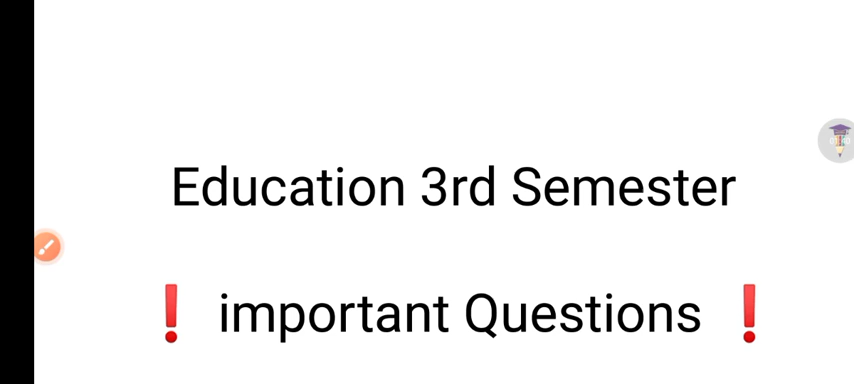 Education 3rd Semester
❗ important Questions ❗